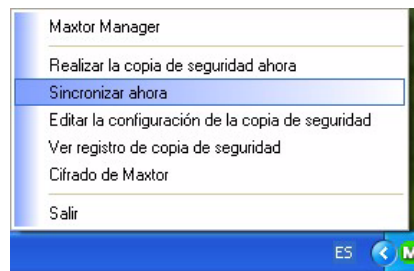 Maxtor Manager
Realizar la copia de seguridad ahora
Sincronizar ahora
Editar la configuración de la copia de seguridad
Ver registro de copia de seguridad
Cifrado de Maxtor
Salir
ES
M